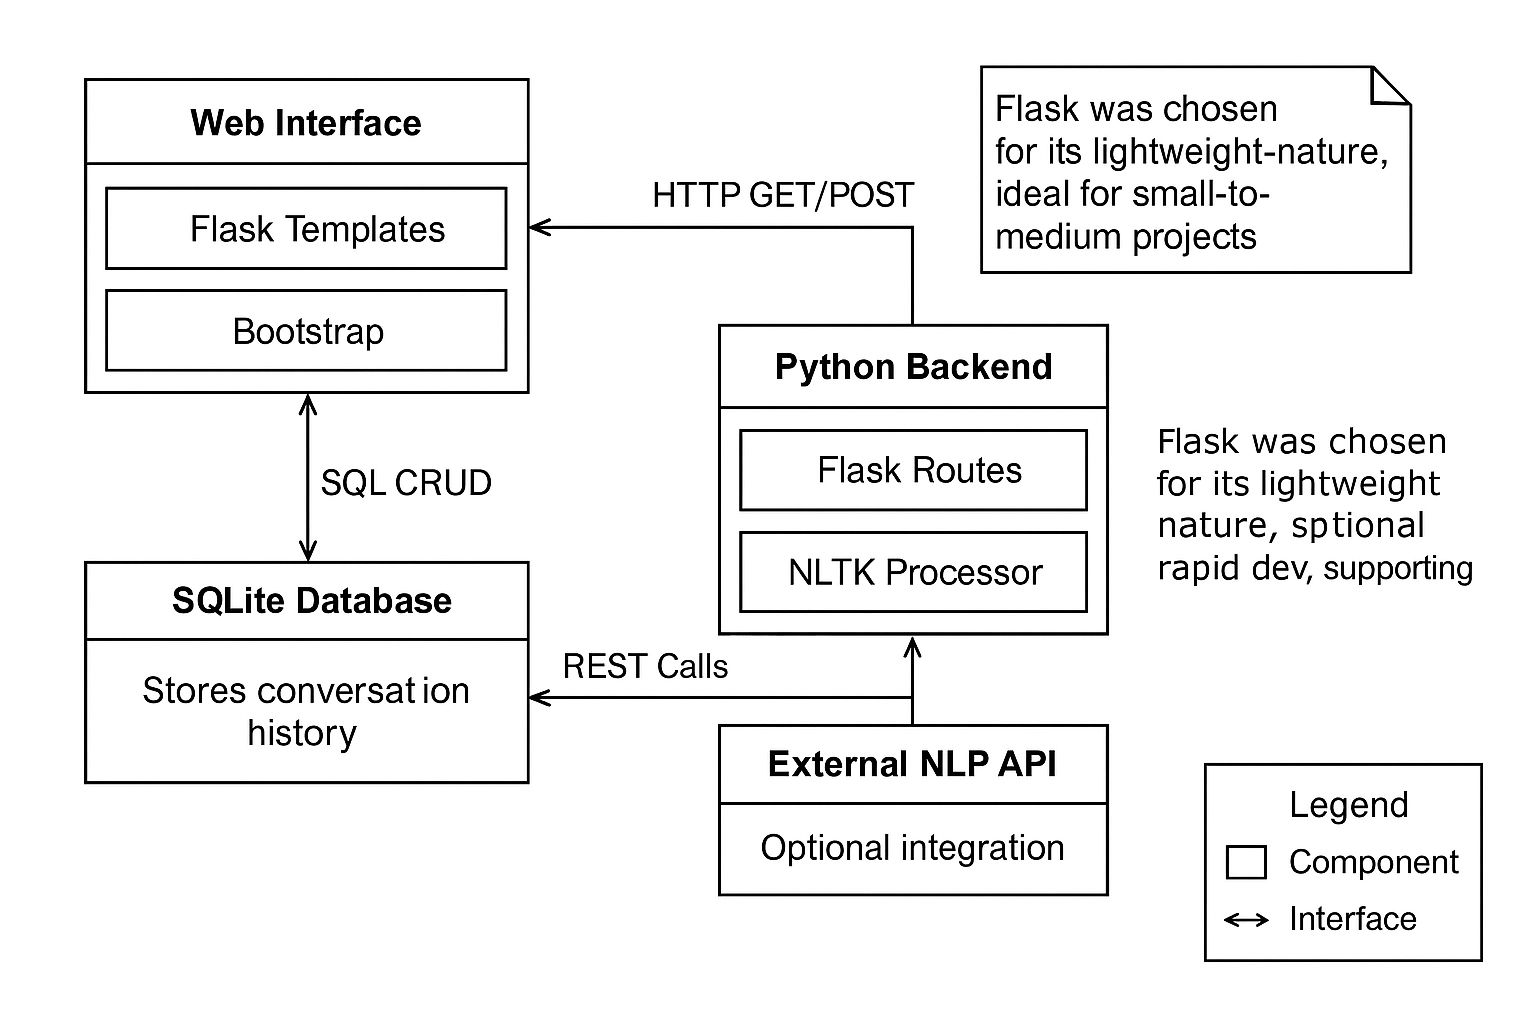 Web Interface
Flask Templates
Bootstrap
HTTP GET/POST
Flask was chosen
for its lightweight-nature,
ideal for small-to-
medium projects
Python Backend
Flask Routes
NLTK Processor
Flask was chosen
for its lightweight
nature, sptional
rapid dev, supporting
SQL CRUD
SQLite Database
Stores conversation
history
REST Calls
External NLP API
Optional integration
Legend
Component
Interface